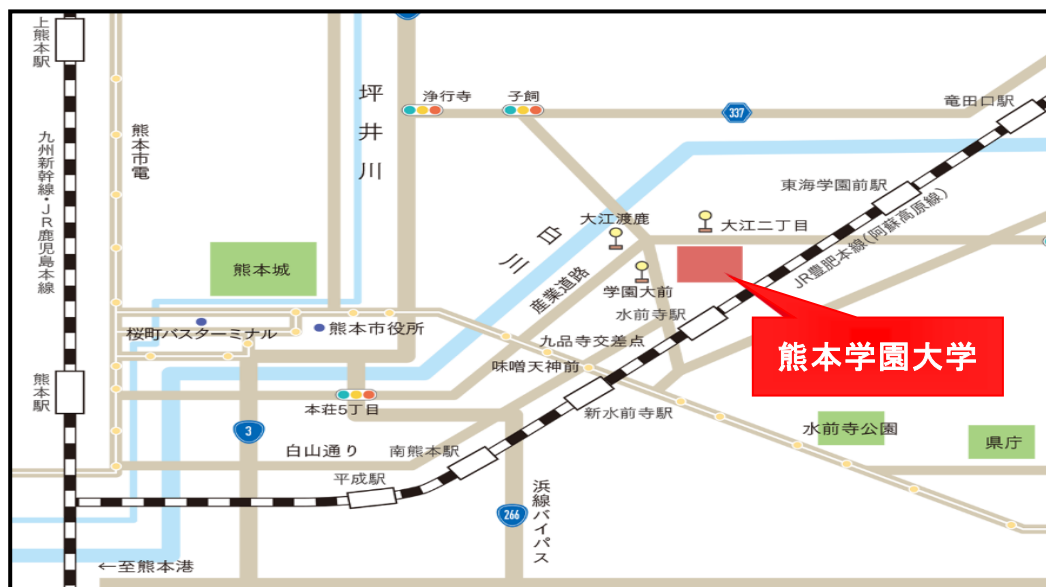 上熊本駅
九州新幹線・JR鹿児島本線
熊本市電
坪井川
浄行寺
子飼
337
竜田口駅
東海学園前駅
大江渡鹿
大江二丁目
白川
JR豊肥本線(阿蘇高原線)
熊本城
産業道路
学園大前
水前寺駅
桜町バスターミナル
熊本市役所
九品寺交差点
味噌天神前
熊本学園大学
熊本駅
本荘5丁目
新水前寺駅
水前寺公園
県庁
3
白山通り
南熊本駅
平成駅
266
浜線バイパス
←至熊本港